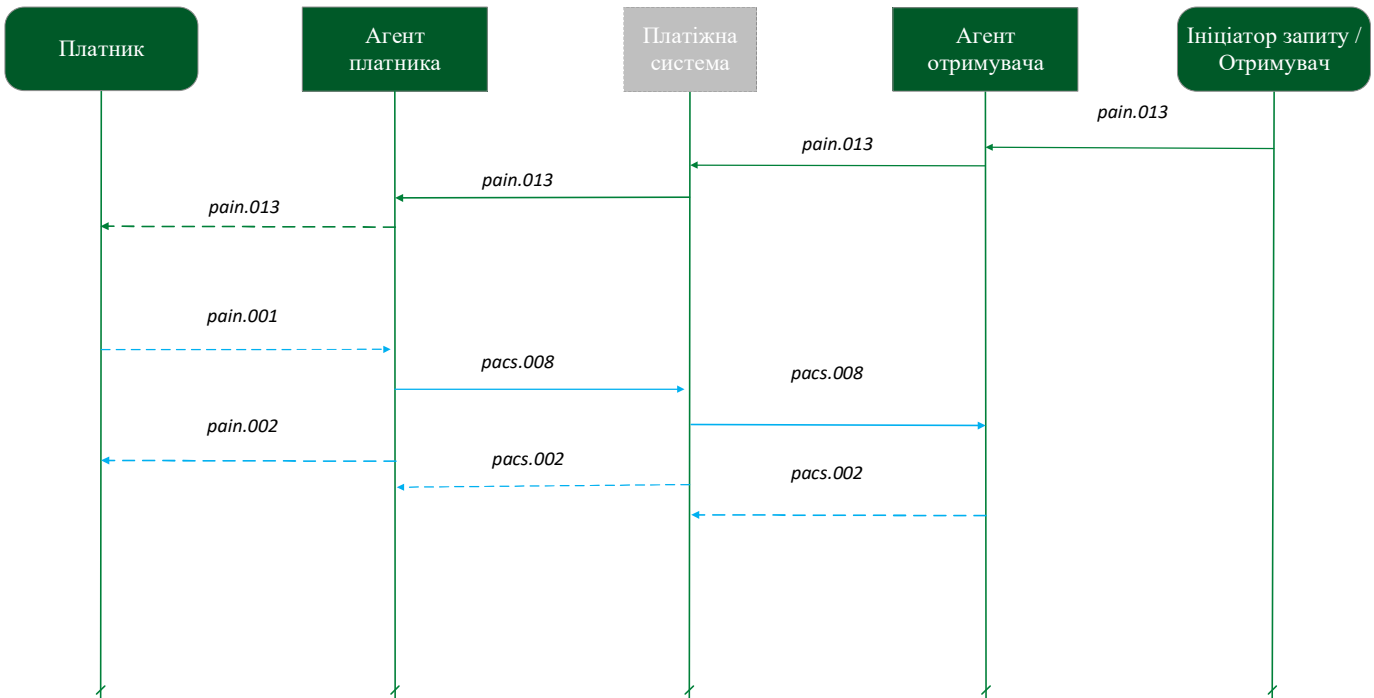 Платник
Агент
платника
Платіжна
система
Агент
отримувача
Ініціатор запиту /
Отримувач
pain.013
pain.013
pain.013
pain.013
pain.001
pacs.008
pacs.008
pain.002
pacs.002
pacs.002